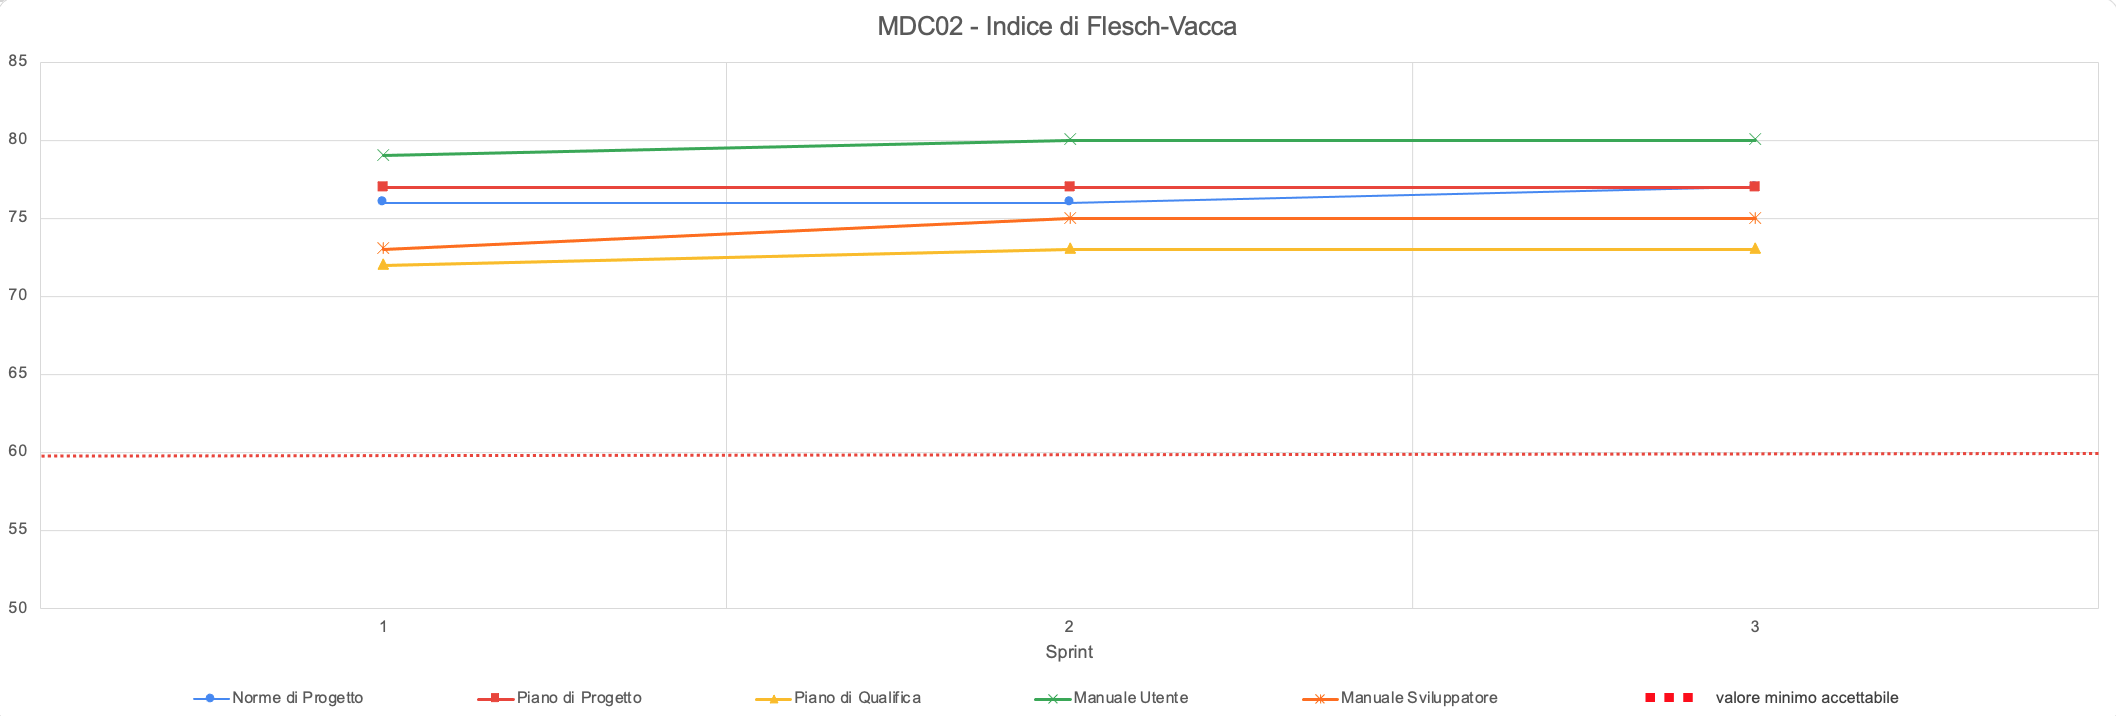 MDC02 - Indice di Flesch-Vacca
85
80
75
70
65
60
55
50
1 2 3
Sprint
Norme di Progetto Piano di Progetto Piano di Qualifica Manuale Utente Manuale Sviluppatore valore minimo accettabile